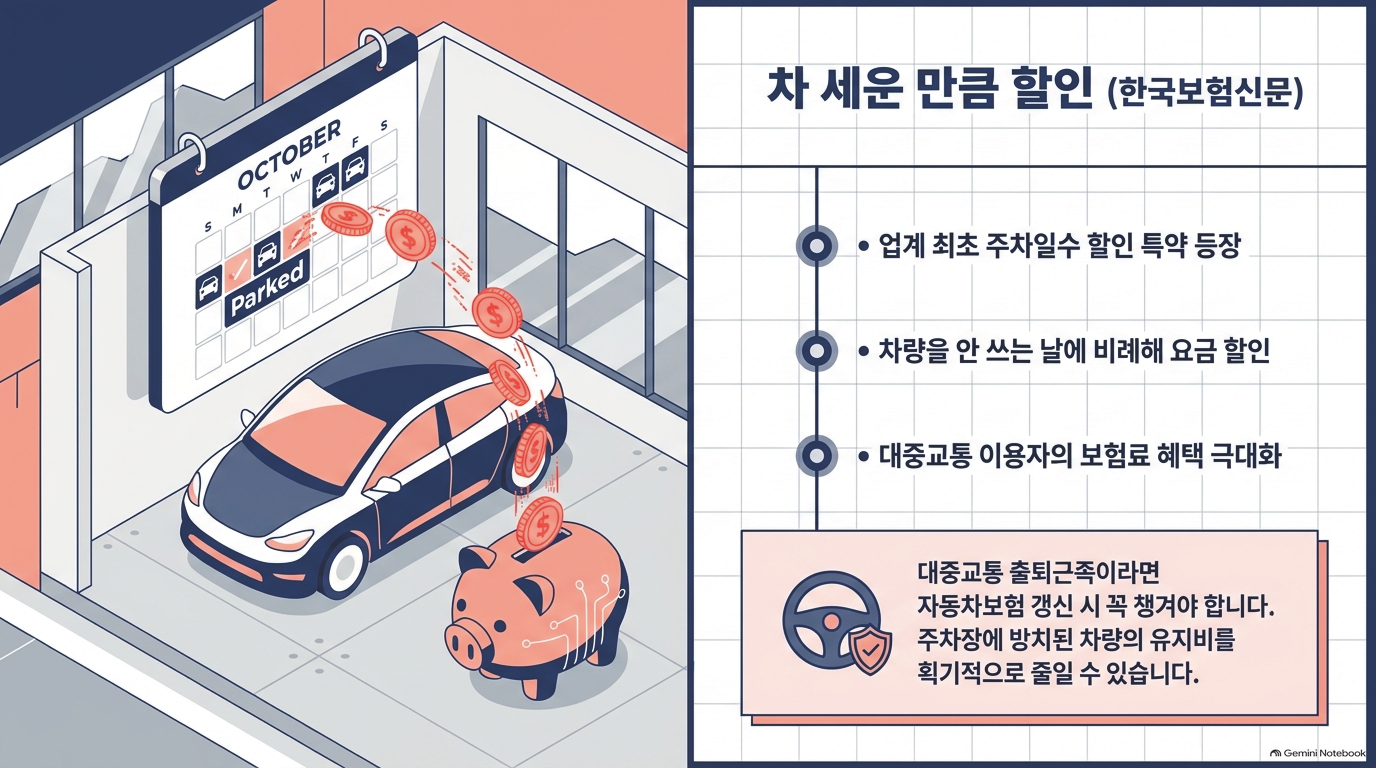 OCTOBER
S M T W T F S
Parked
차 세운 만큼 할인 (한국보험신문)
• 업계 최초 주차일수 할인 특약 등장
• 차량을 안 쓰는 날에 비례해 요금 할인
• 대중교통 이용자의 보험료 혜택 극대화
대중교통 출퇴근족이라면
자동차보험 갱신 시 꼭 챙겨야 합니다.
주차장에 방치된 차량의 유지비를
획기적으로 줄일 수 있습니다.
Gemini Notebook